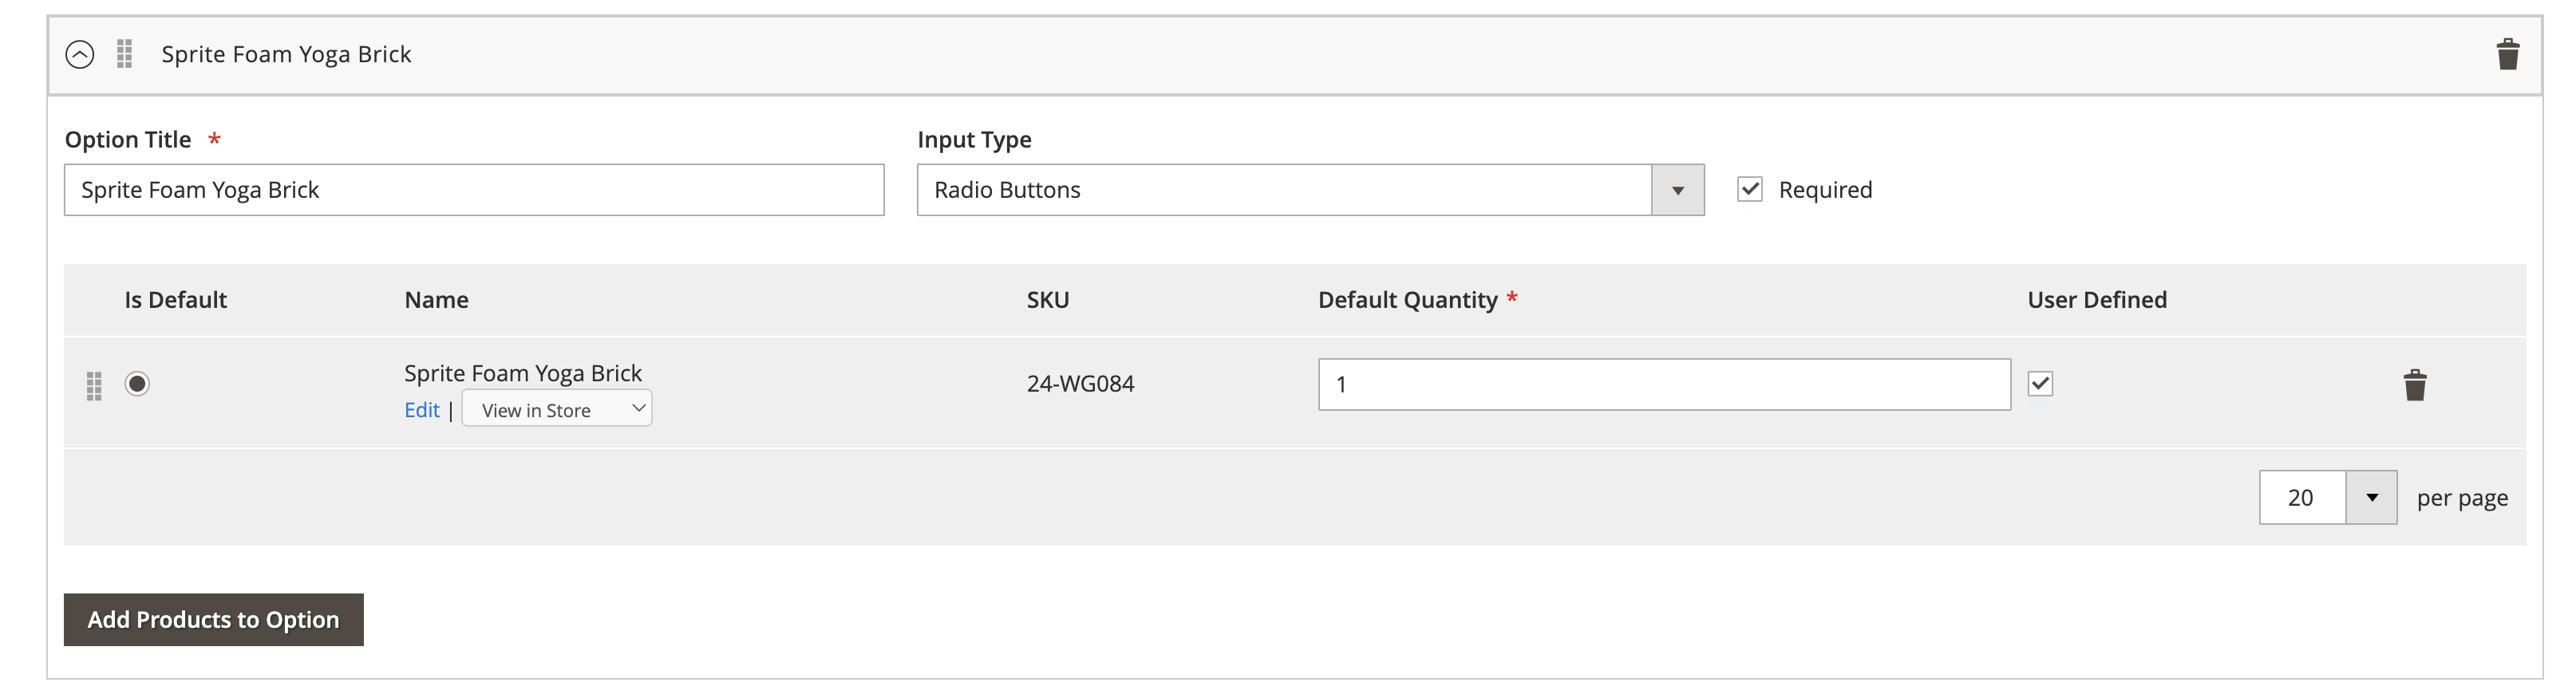 Sprite Foam Yoga Brick
Option Title *
Input Type
Sprite Foam Yoga Brick
Radio Buttons
Required
Is Default
Name
SKU
Default Quantity *
User Defined
Sprite Foam Yoga Brick
Edit | View in Store
24-WG084
1
20
per page
Add Products to Option